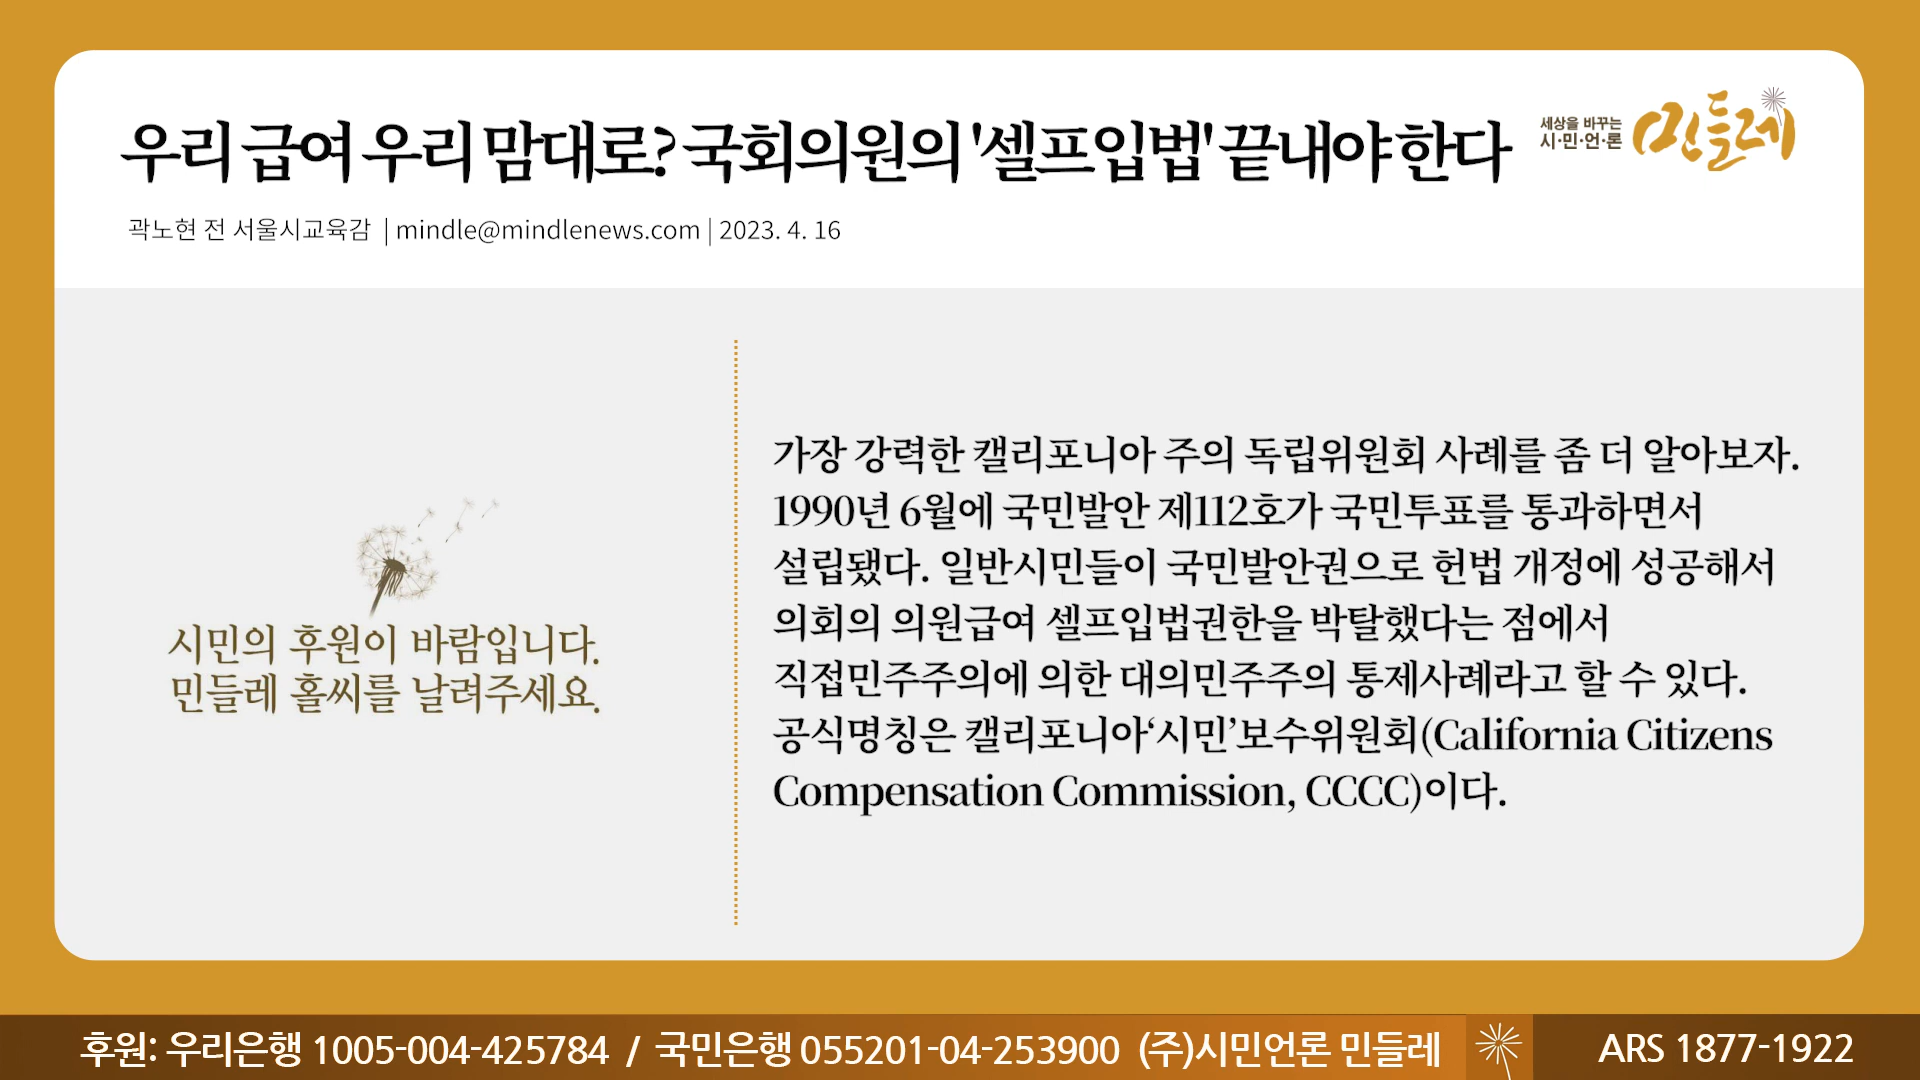 우리 급여 우리 맘대로? 국회의원의 '셀프입법' 끝내야 한다
세상을 바꾸는
시·민·언·론
민들레
곽노현 전 서울시교육감 | mindle@mindlenews.com | 2023. 4. 16
시민의 후원이 바람입니다.
민들레 홀씨를 날려주세요.
가장 강력한 캘리포니아 주의 독립위원회 사례를 좀 더 알아보자.
1990년 6월에 국민발안 제112호가 국민투표를 통과하면서
설립됐다. 일반시민들이 국민발안권으로 헌법 개정에 성공해서
의회의 의원급여 셀프입법권한을 박탈했다는 점에서
직접민주주의에 의한 대의민주주의 통제사례라고 할 수 있다.
공식명칭은 캘리포니아‘시민’보수위원회(California Citizens
Compensation Commission, CCCC)이다.
후원: 우리은행 1005-004-425784 / 국민은행 055201-04-253900 (주)시민언론 민들레
ARS 1877-1922